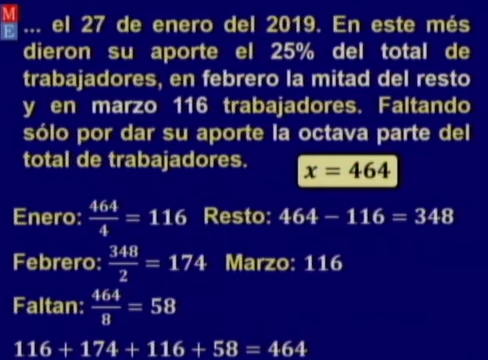 M
E
... el 27 de enero del 2019. En este més
dieron su aporte el 25% del total de
trabajadores, en febrero la mitad del resto
y en marzo 116 trabajadores. Faltando
sólo por dar su aporte la octava parte del
total de trabajadores.
x = 464
Enero: 464/4 = 116 Resto: 464 − 116 = 348
Febrero: 348/2 = 174 Marzo: 116
Faltan: 464/8 = 58
116 + 174 + 116 + 58 = 464